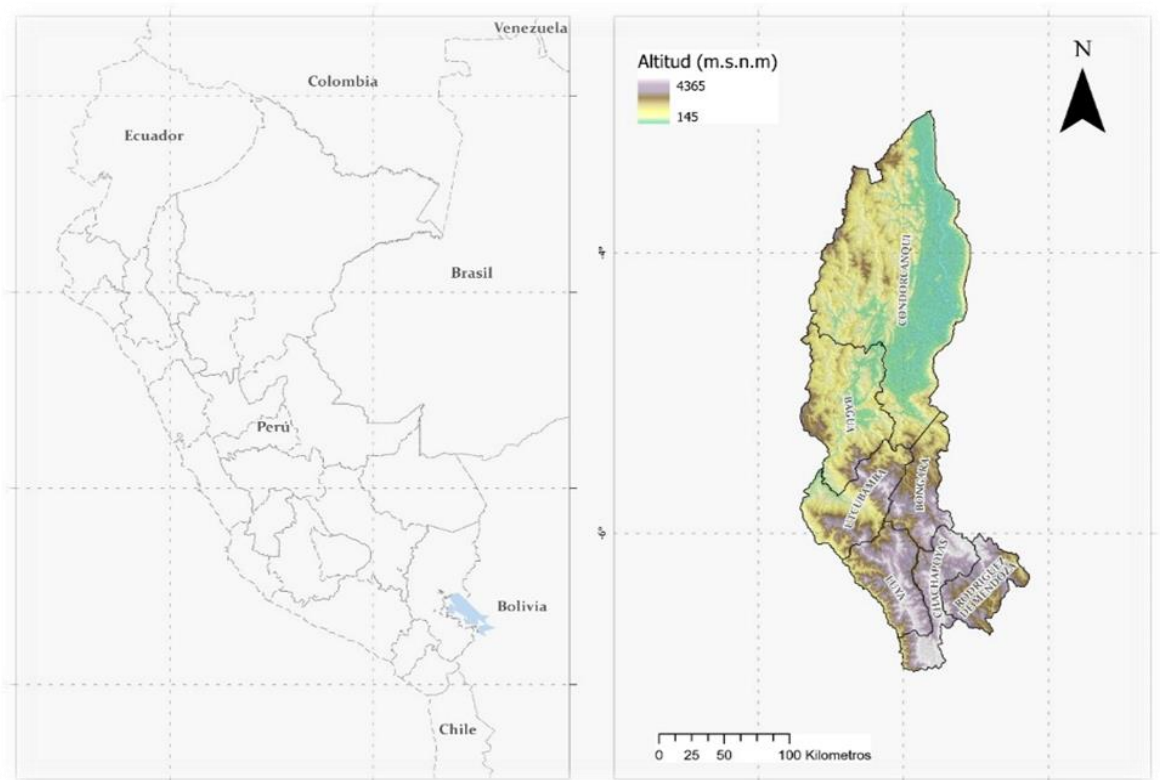 Venezuela
Colombia
Ecuador
Brasil
Perú
Bolivia
Chile
Altitud (m.s.n.m)
4365
145
N
CONDORCANQUI
BAGUA
UTCUBAMBA
BONGARÁ
LUYA
CHACHAPOYAS
RODRIGUEZ
DE MENDOZA
0 25 50 100 Kilometros